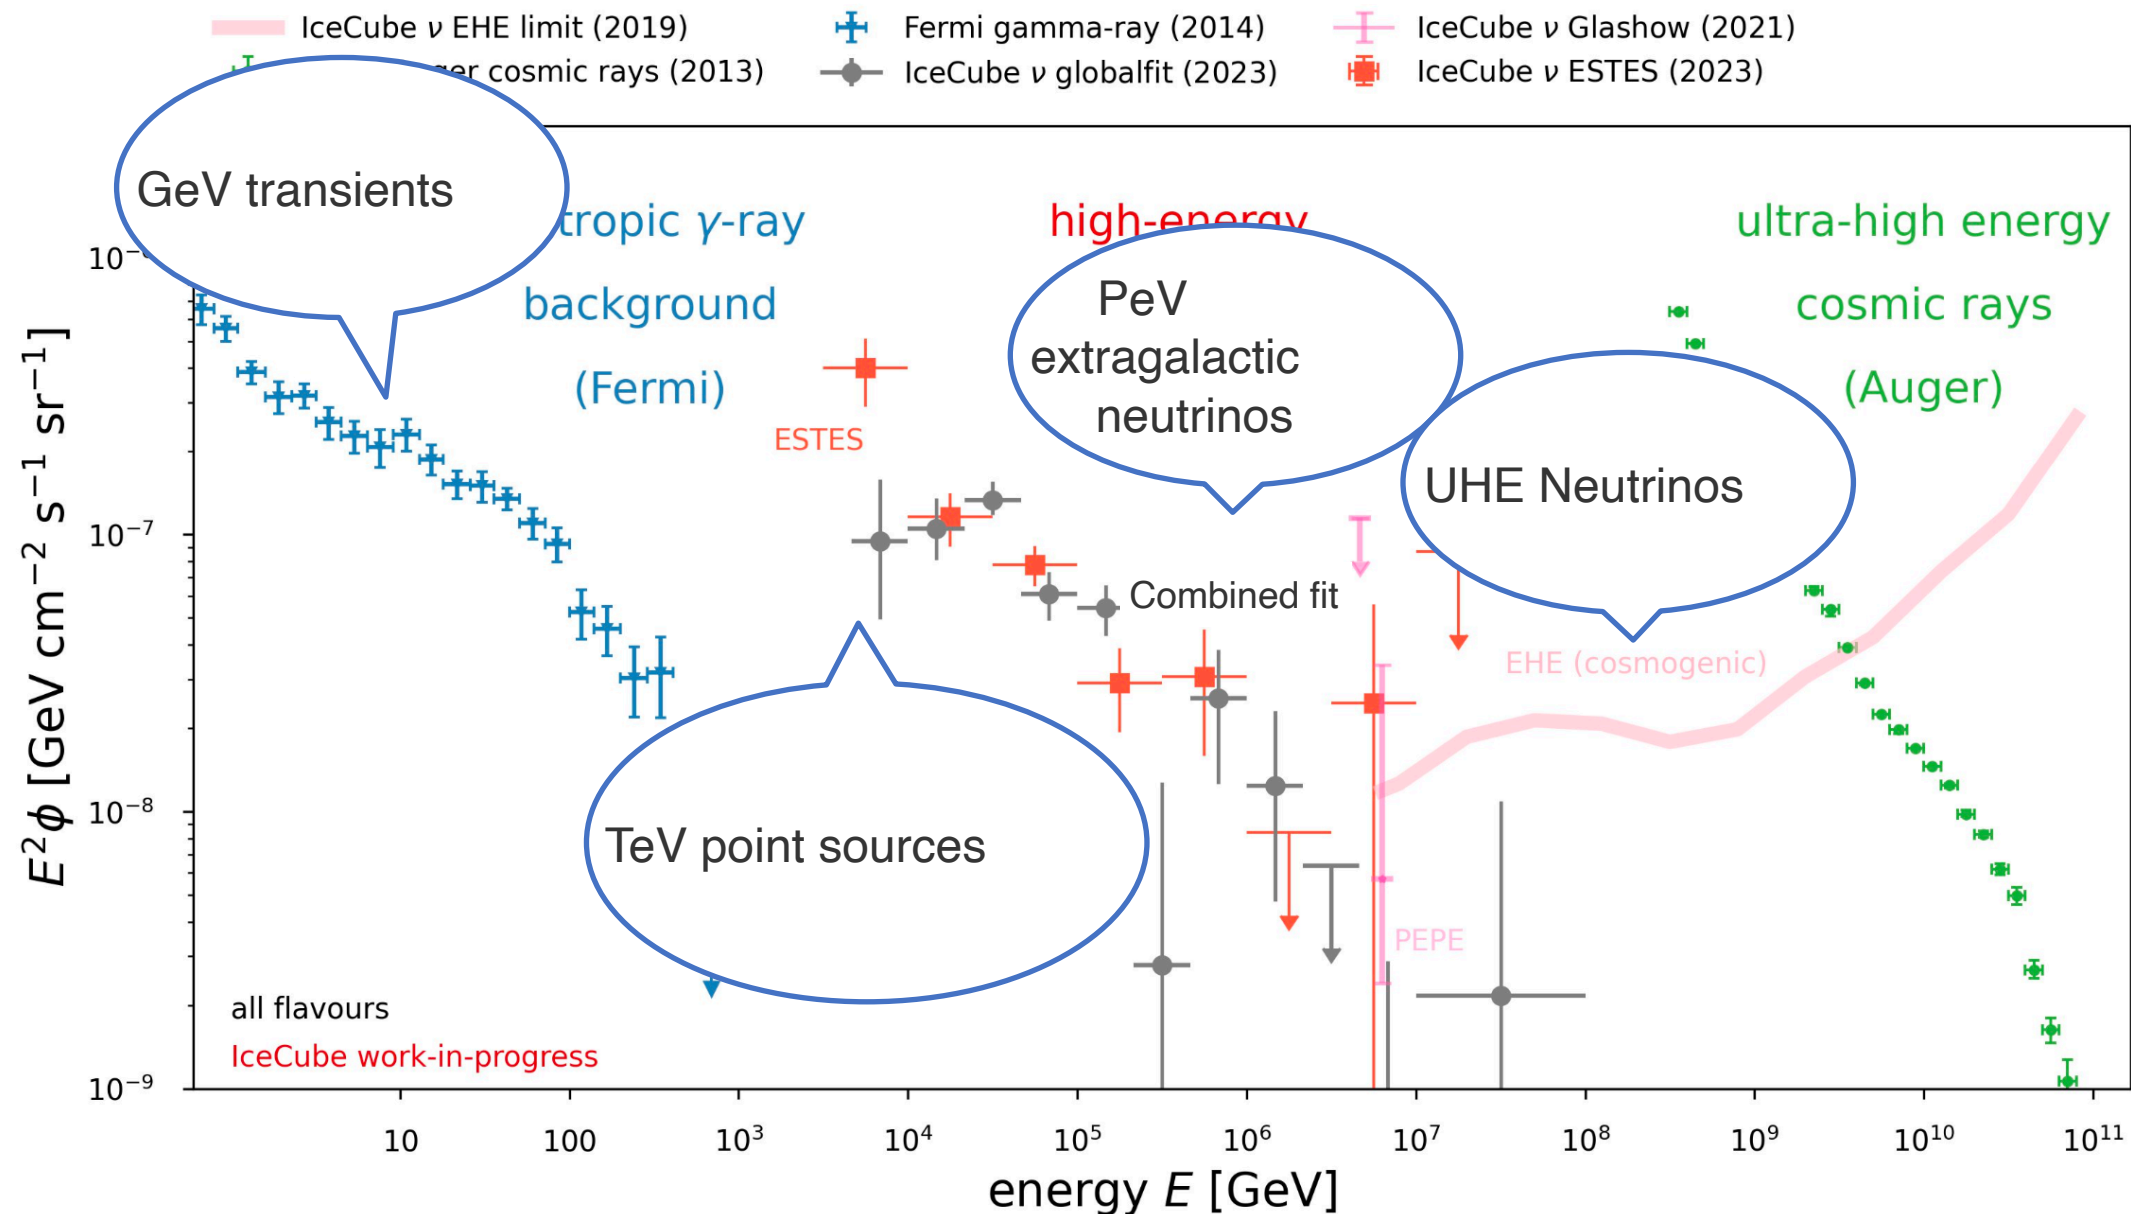 IceCube ν EHE limit (2019)
Fermi gamma-ray (2014)
IceCube ν Glashow (2021)
cosmic rays (2013)
IceCube ν globalfit (2023)
IceCube ν ESTES (2023)
GeV transients
γ-ray
background
(Fermi)
high-energy
PeV
extragalactic
neutrinos
ultra-high energy
cosmic rays
(Auger)
UHE Neutrinos
ESTES
Combined fit
EHE (cosmogenic)
TeV point sources
PEPE
all flavours
IceCube work-in-progress
10⁻⁷
10⁻⁸
10⁻⁹
E²ϕ [GeV cm⁻² s⁻¹ sr⁻¹]
10 100 10³ 10⁴ 10⁵ 10⁶ 10⁷ 10⁸ 10⁹ 10¹⁰ 10¹¹
energy E [GeV]